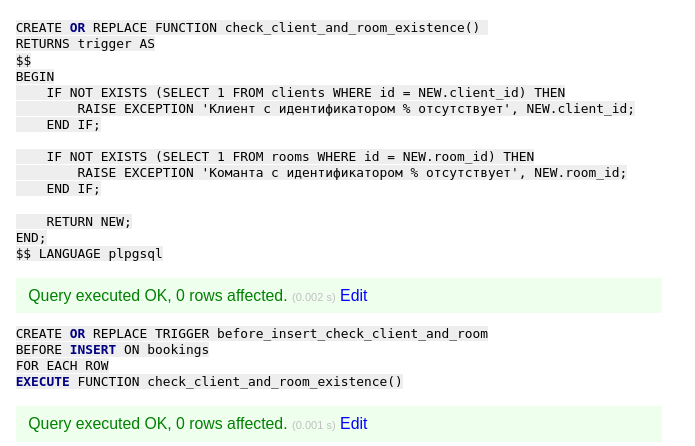 CREATE OR REPLACE FUNCTION check_client_and_room_existence()
RETURNS trigger AS
$$
BEGIN
    IF NOT EXISTS (SELECT 1 FROM clients WHERE id = NEW.client_id) THEN
        RAISE EXCEPTION 'Клиент с идентификатором % отсутствует', NEW.client_id;
    END IF;

    IF NOT EXISTS (SELECT 1 FROM rooms WHERE id = NEW.room_id) THEN
        RAISE EXCEPTION 'Команта с идентификатором % отсутствует', NEW.room_id;
    END IF;

    RETURN NEW;
END;
$$ LANGUAGE plpgsql
Query executed OK, 0 rows affected. (0.002 s) Edit
CREATE OR REPLACE TRIGGER before_insert_check_client_and_room
BEFORE INSERT ON bookings
FOR EACH ROW
EXECUTE FUNCTION check_client_and_room_existence()
Query executed OK, 0 rows affected. (0.001 s) Edit